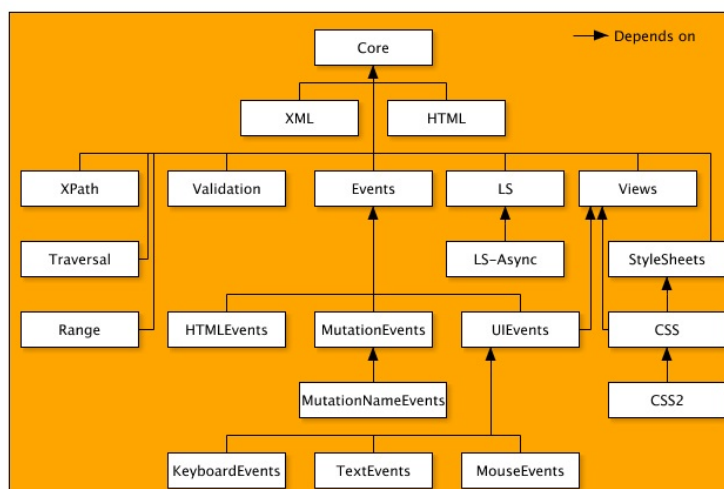 Core
Depends on
XML
HTML
XPath
Validation
Events
LS
Views
Traversal
LS-Async
StyleSheets
Range
HTMLEvents
MutationEvents
UIEvents
CSS
MutationNameEvents
CSS2
KeyboardEvents
TextEvents
MouseEvents